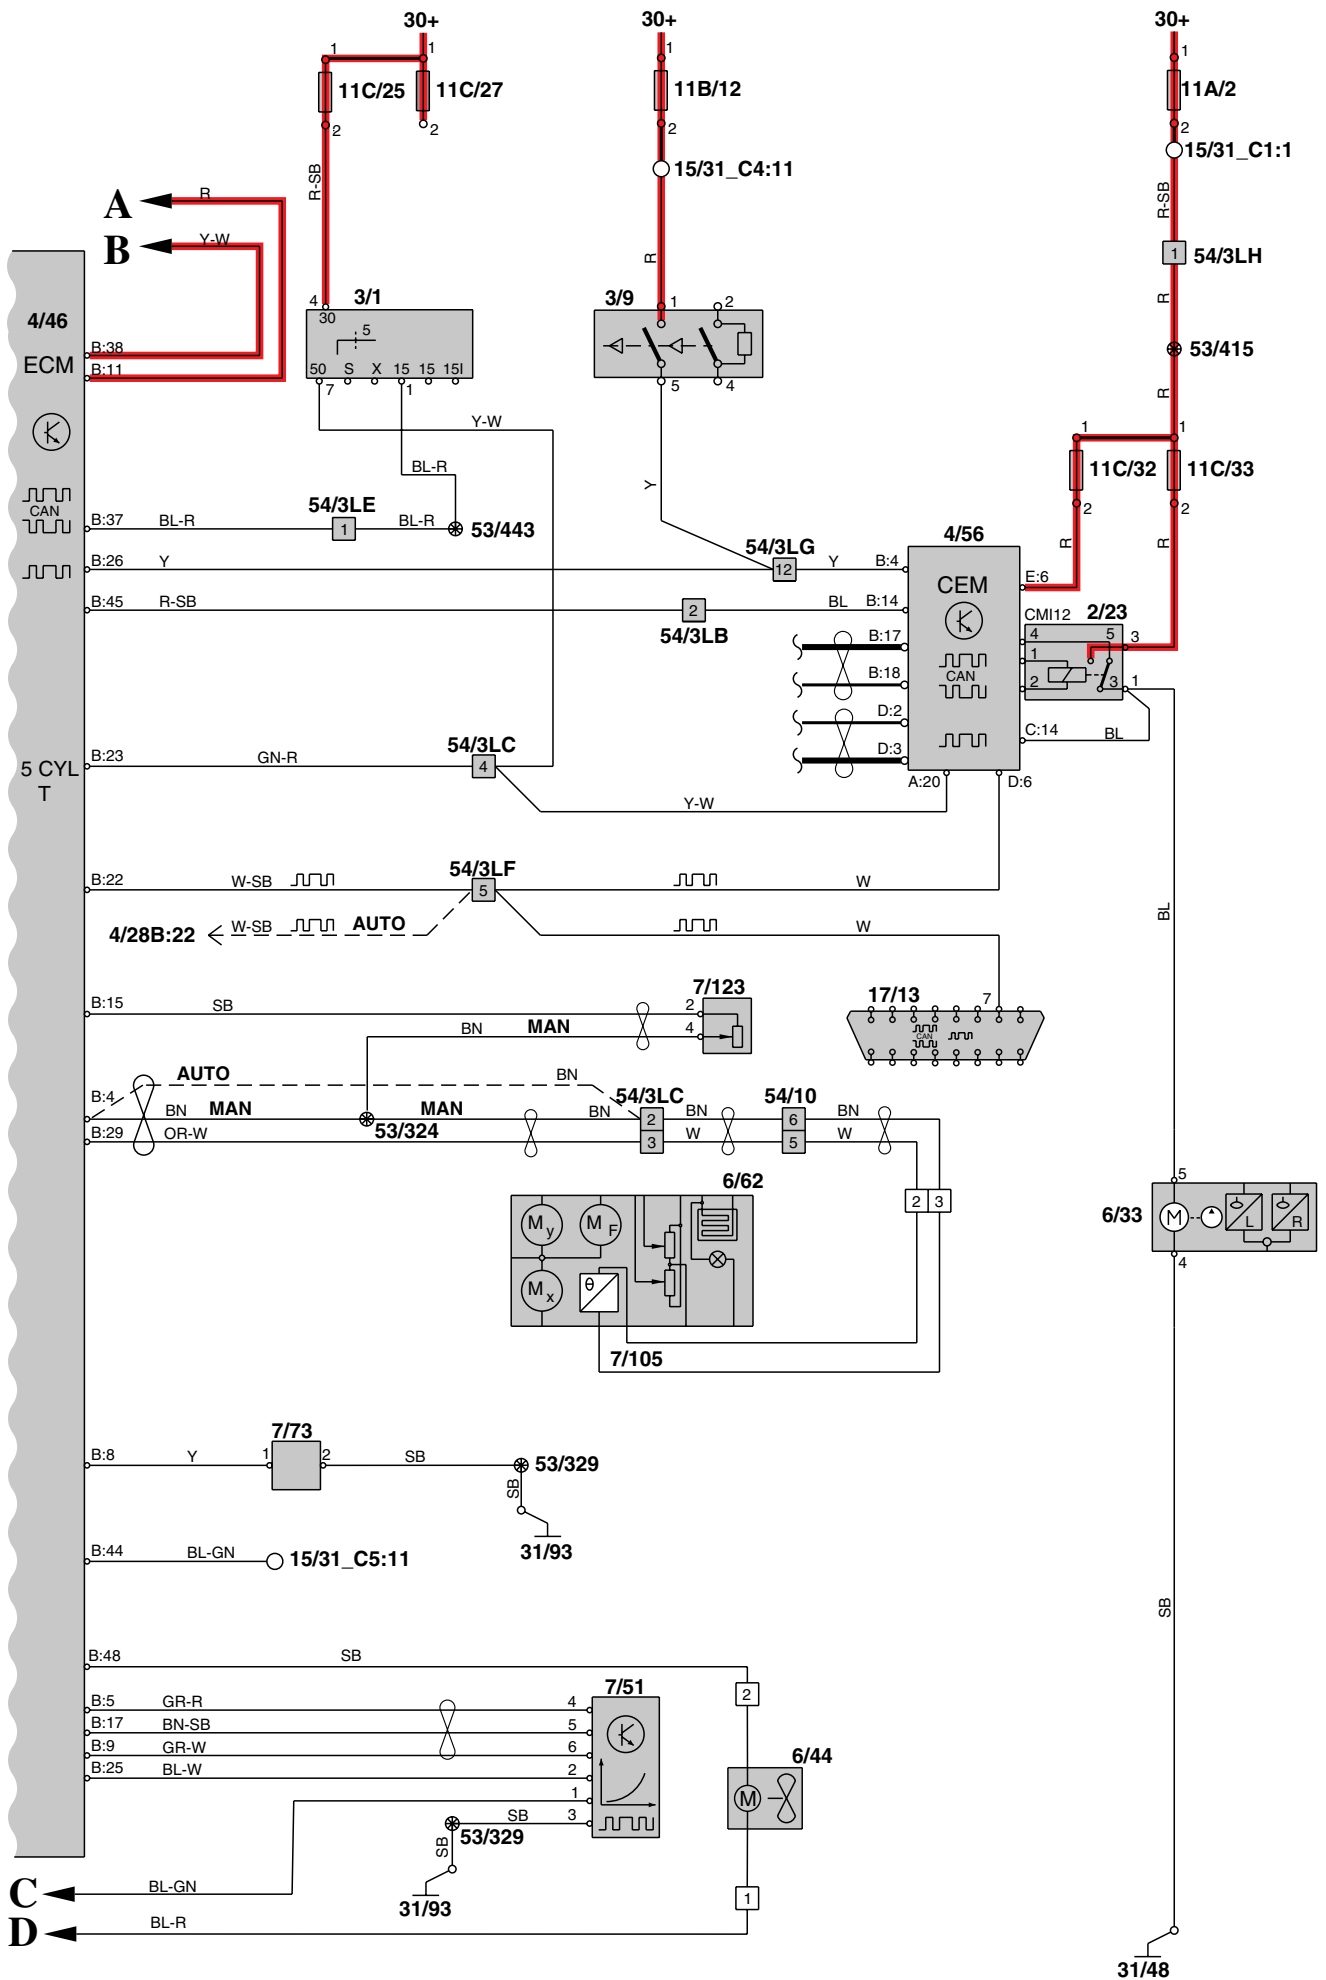 30+ 30+ 30+
1 1 1 1
11C/25 11C/27 11B/12 11A/2
2 2 2 2
15/31_C4:11 15/31_C1:1
R-SB R-SB
A R
B Y-W
R 1 54/3LH
4 3/1 3/9 1 2 R
30
4/46 5
B:38 53/415
ECM 50 S X 15 15 15I
B:11 7 1 5 4 R
Y-W 1 1
BL-R 11C/32 11C/33
Y 2 2
CAN 54/3LE
B:37 BL-R 1 BL-R 53/443 4/56 R R
54/3LG
B:26 Y 12 Y B:4 CEM E:6
B:45 R-SB 2 BL B:14 CMI12 2/23
54/3LB B:17 4 5 3
CAN 1
B:18 2 3 1
D:2
54/3LC C:14 BL
B:23 GN-R 4 D:3
5 CYL
T
A:20 D:6
Y-W
54/3LF
B:22 W-SB 5 W
4/28B:22 W-SB AUTO W
BL
7/123
B:15 SB 2 17/13 7
BN MAN 4 CAN
AUTO BN
B:4 BN MAN MAN BN 54/3LC 54/10
2 BN 6 BN
53/324
B:29 OR-W 3 W 5 W
6/62 5
2 3
M y M F 6/33 M L R
M x θ 4
7/105
7/73
B:8 Y 1 2 SB 53/329
SB
31/93
B:44 BL-GN 15/31_C5:11
SB
B:48 SB
7/51 2
B:5 GR-R 4
B:17 BN-SB 5
B:9 GR-W 6 6/44
B:25 BL-W 2
1 M
SB 3
53/329
SB
C BL-GN 1
31/93
D BL-R
31/48